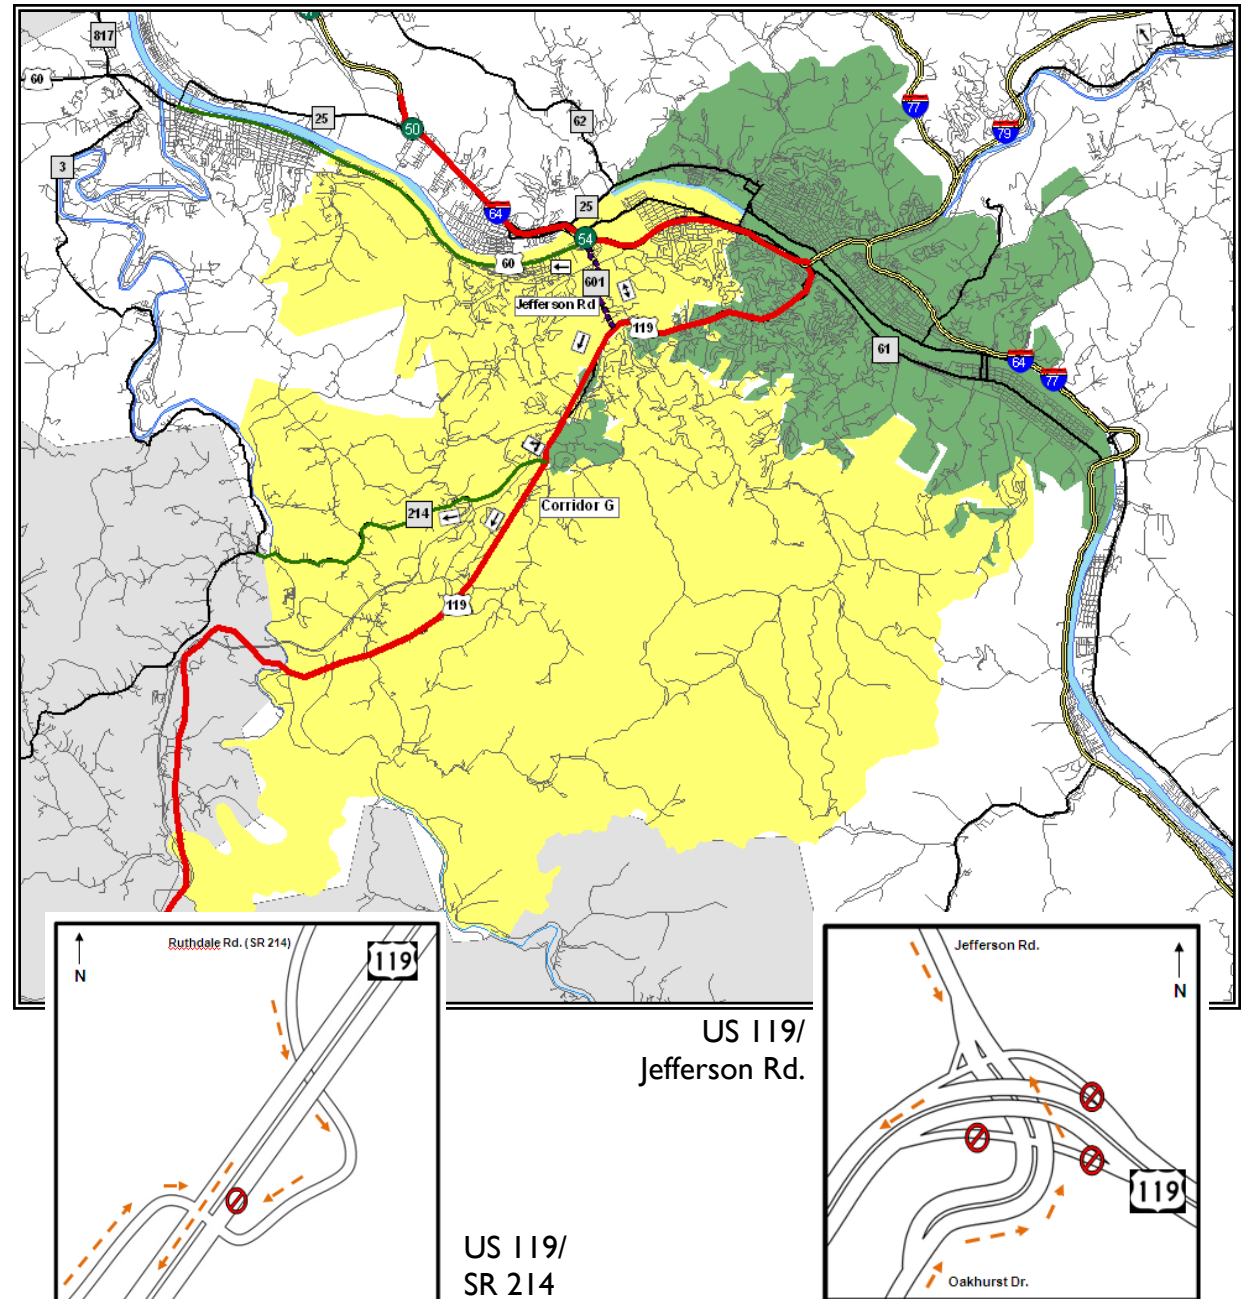 817
60
25
3
62
50
77
79
64
25
54
60
601
Jefferson Rd
119
61
64
77
214
Corridor G
119
Ruthdale Rd. (SR 214)
119
N
US 119/
SR 214
US 119/
Jefferson Rd.
Jefferson Rd.
N
119
Oakhurst Dr.